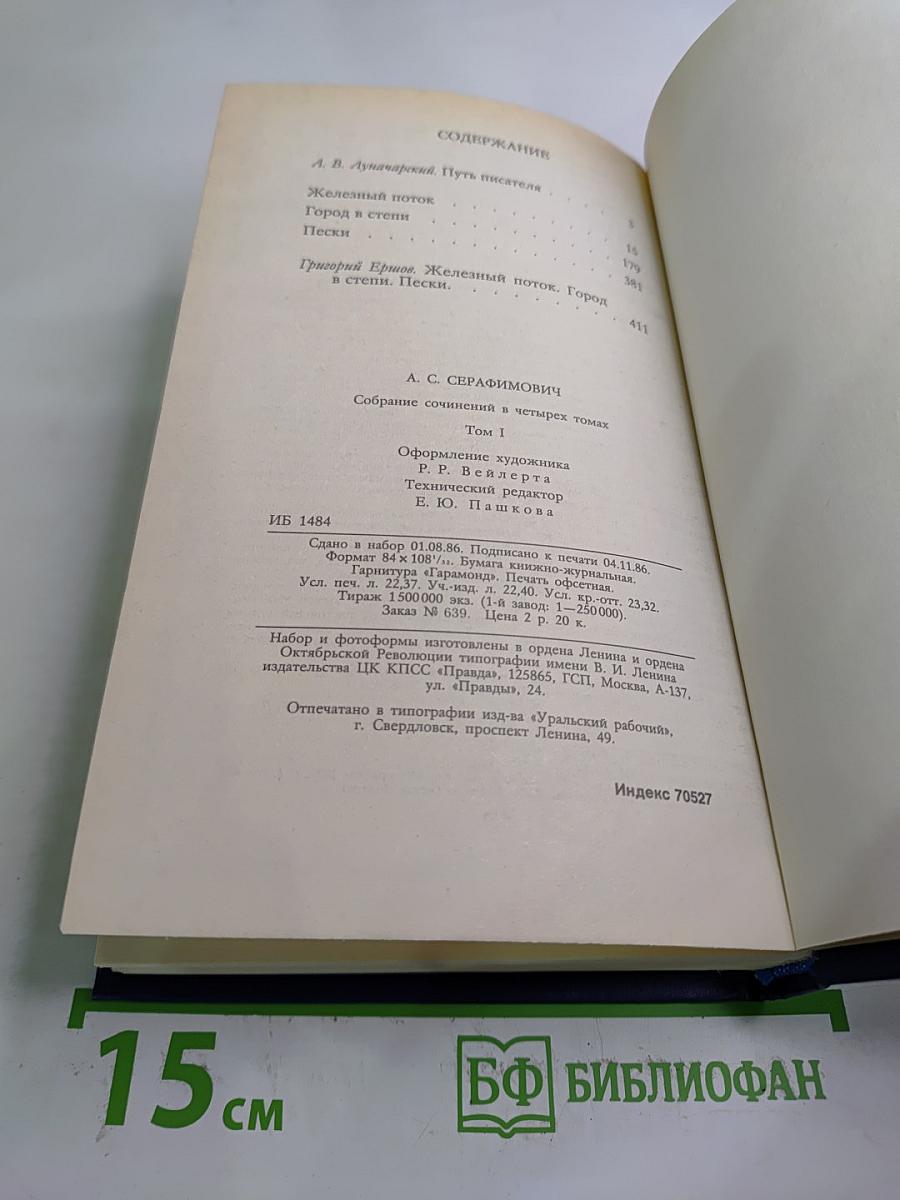 СОДЕРЖАНИЕ
А. В. Луначарский. Путь писателя . . . . . 3
Железный поток . . . . . . . . 16
Город в степи . . . . . . . . 179
Пески . . . . . . . . . . 381
Григорий Ершов. Железный поток. Город
в степи. Пески. . . . . . . . . 411
А. С. СЕРАФИМОВИЧ
Собрание сочинений в четырех томах
Том I
Оформление художника
Р. Р. Вейлерта
Технический редактор
Е. Ю. Пашкова
ИБ 1484
Сдано в набор 01.08.86. Подписано к печати 04.11.86.
Формат 84×108¹/₃₂. Бумага книжно-журнальная.
Гарнитура «Гарамонд». Печать офсетная.
Усл. печ. л. 22,37. Уч.-изд. л. 22,40. Усл. кр.-отт. 23,32.
Тираж 1 500 000 экз. (1-й завод: 1—250 000).
Заказ № 639. Цена 2 р. 20 к.
Набор и фотоформы изготовлены в ордена Ленина и ордена
Октябрьской Революции типографии имени В. И. Ленина
издательства ЦК КПСС «Правда», 125865, ГСП, Москва, А-137,
ул. «Правды», 24.
Отпечатано в типографии изд-ва «Уральский рабочий»,
г. Свердловск, проспект Ленина, 49.
Индекс 70527
15 см
БФ БИБЛИОФАН